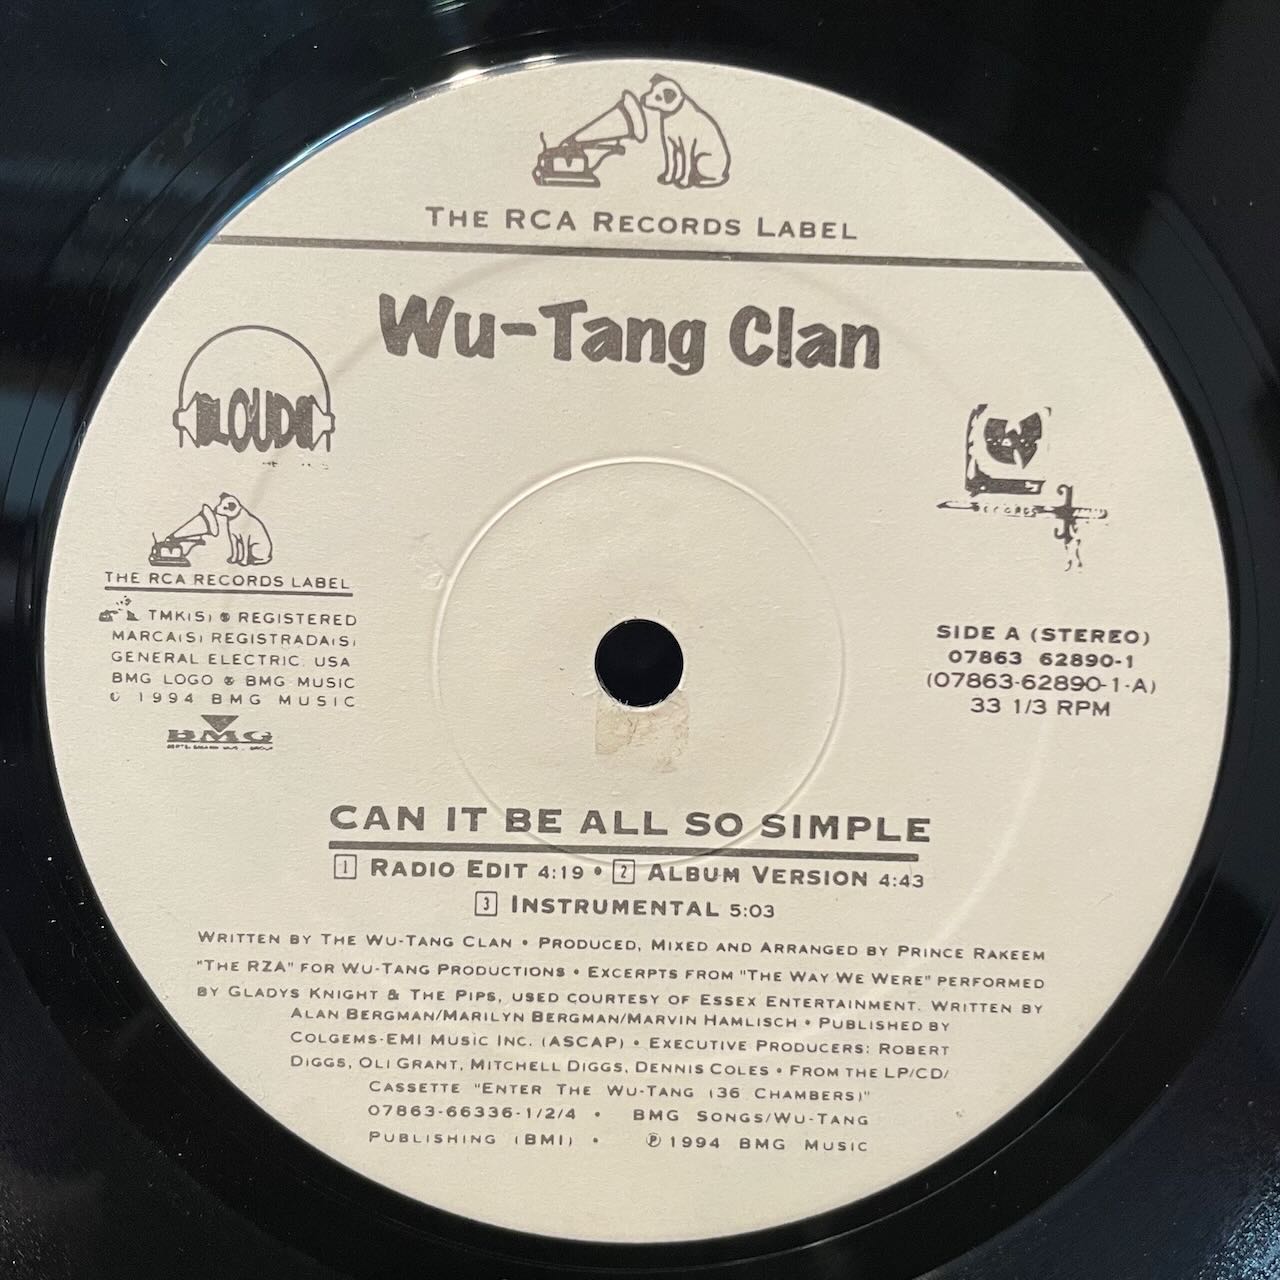 THE RCA RECORDS LABEL
Wu-Tang Clan
LOUD
RECORDS
THE RCA RECORDS LABEL
TMK(S) ® REGISTERED
MARCA(S) REGISTRADA(S)
GENERAL ELECTRIC, USA
BMG LOGO ® BMG MUSIC
© 1994 BMG MUSIC
BMG
SIDE A (STEREO)
07863 62890-1
(07863-62890-1-A)
33 1/3 RPM
CAN IT BE ALL SO SIMPLE
1 RADIO EDIT 4:19 • 2 ALBUM VERSION 4:43
3 INSTRUMENTAL 5:03
WRITTEN BY THE WU-TANG CLAN • PRODUCED, MIXED AND ARRANGED BY PRINCE RAKEEM
"THE RZA" FOR WU-TANG PRODUCTIONS • EXCERPTS FROM "THE WAY WE WERE" PERFORMED
BY GLADYS KNIGHT & THE PIPS, USED COURTESY OF ESSEX ENTERTAINMENT. WRITTEN BY
ALAN BERGMAN/MARILYN BERGMAN/MARVIN HAMLISCH • PUBLISHED BY
COLGEMS-EMI MUSIC INC. (ASCAP) • EXECUTIVE PRODUCERS: ROBERT
DIGGS, OLI GRANT, MITCHELL DIGGS, DENNIS COLES • FROM THE LP/CD/
CASSETTE "ENTER THE WU-TANG (36 CHAMBERS)"
07863-66336-1/2/4 • BMG SONGS/WU-TANG
PUBLISHING (BMI) • ℗ 1994 BMG MUSIC